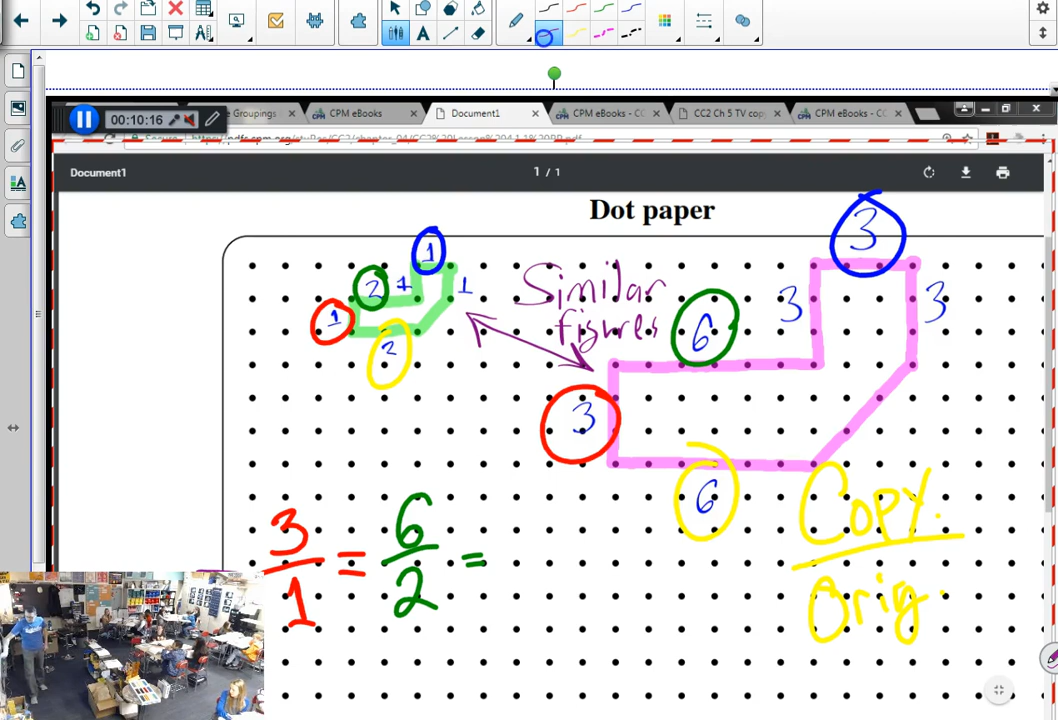 00:10:16
e Groupings
CPM eBooks
Document1
CPM eBooks - CC
CC2 Ch 5 TV cop
CPM eBooks - CC
Document1
1 / 1
Dot paper
1 2 1 1 1 2
Similar
figures
3 3 3 6 3 6
3/1 = 6/2 =
Copy.
Orig.